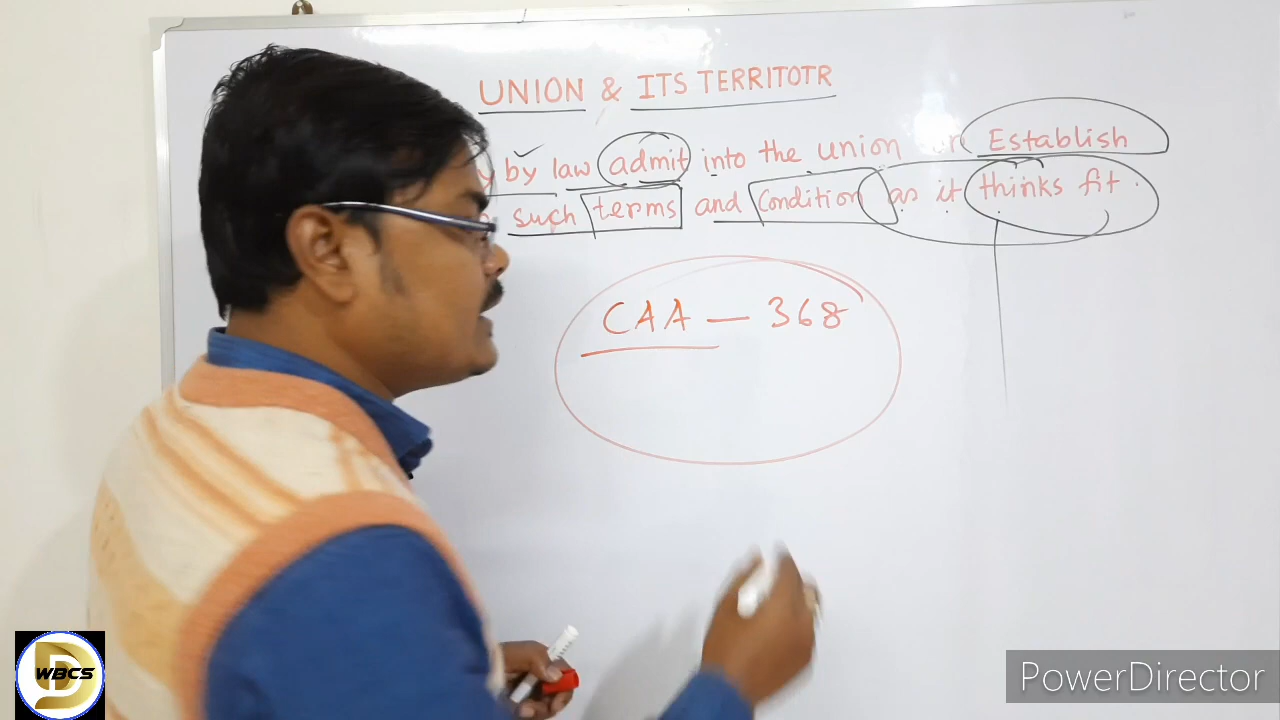 UNION & ITS TERRITOTR
by law admit into the union or Establish
such terms and Condition as it thinks fit.
CAA — 368
WBCS
PowerDirector